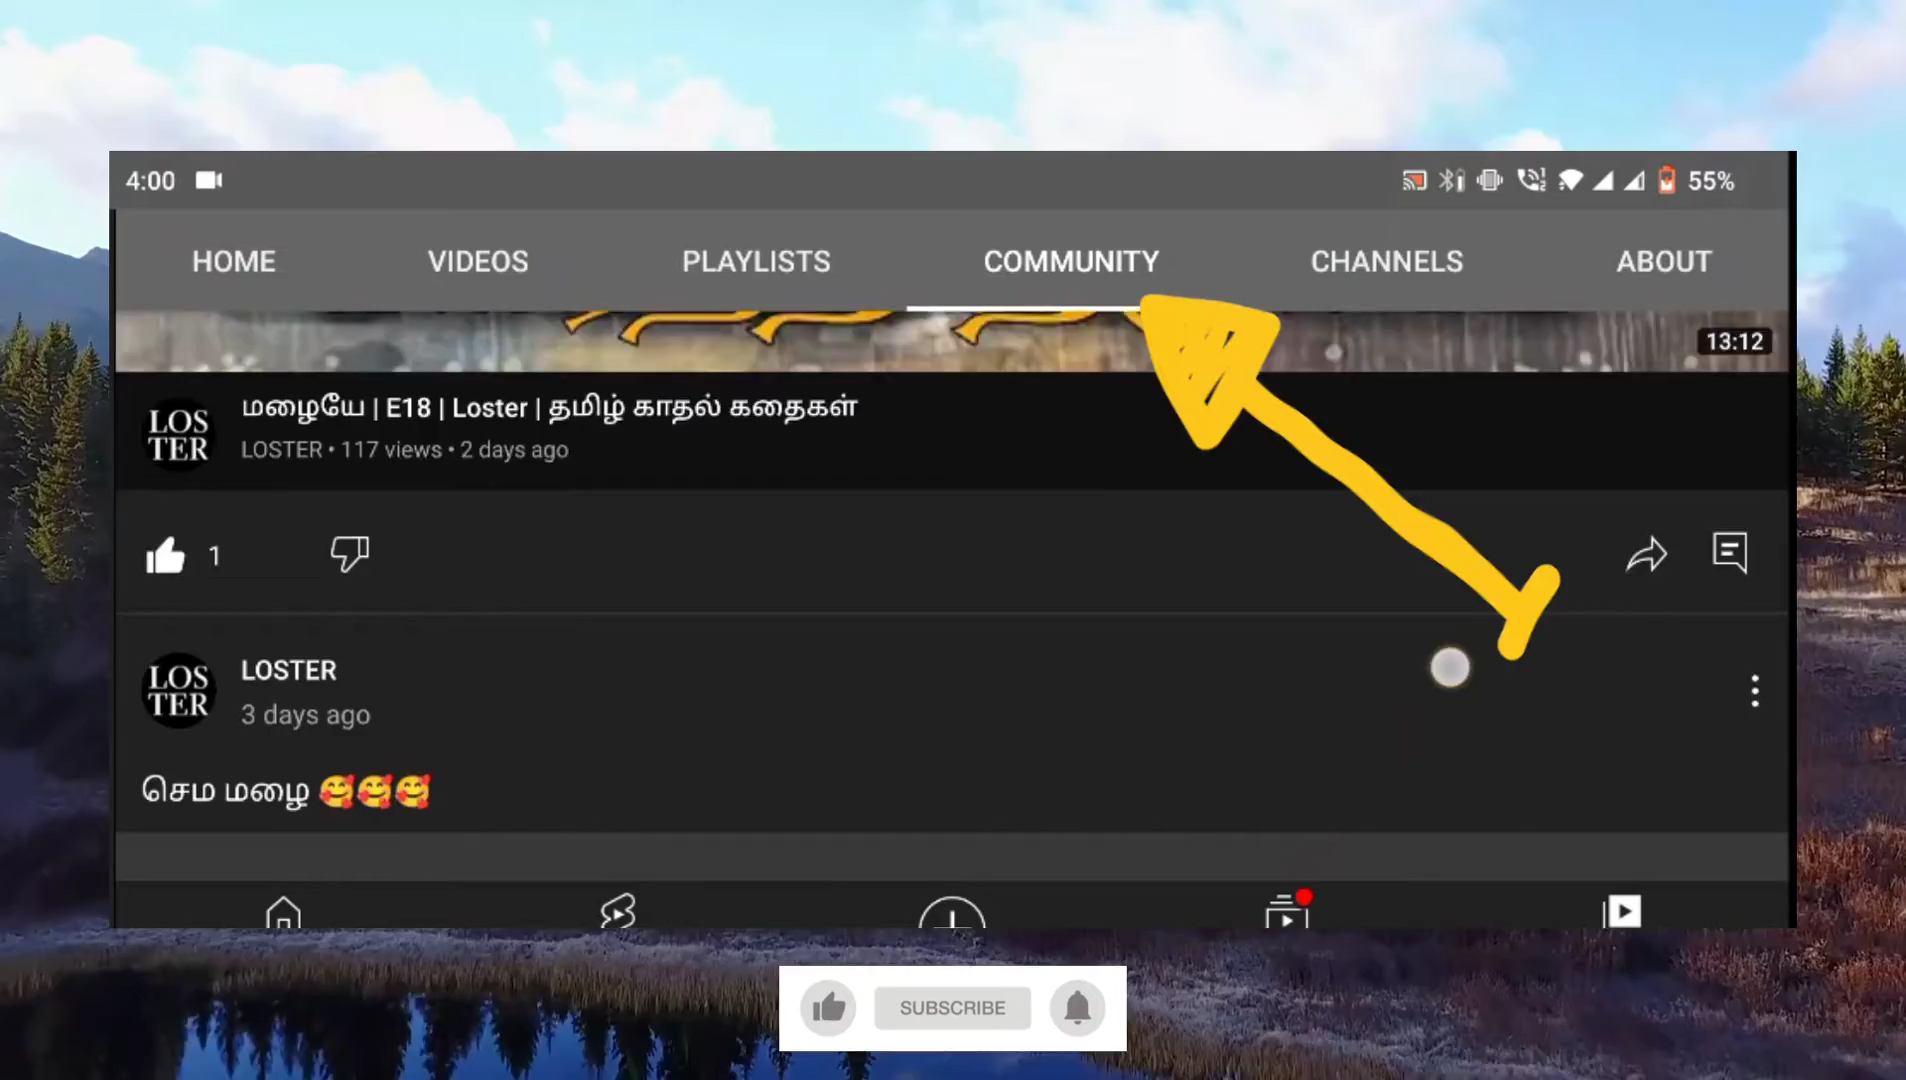 4:00
55%
HOME VIDEOS PLAYLISTS COMMUNITY CHANNELS ABOUT
13:12
LOS
TER
மழையே | E18 | Loster | தமிழ் காதல் கதைகள்
LOSTER • 117 views • 2 days ago
1
LOS
TER
LOSTER
3 days ago
செம மழை 🥰🥰🥰
SUBSCRIBE